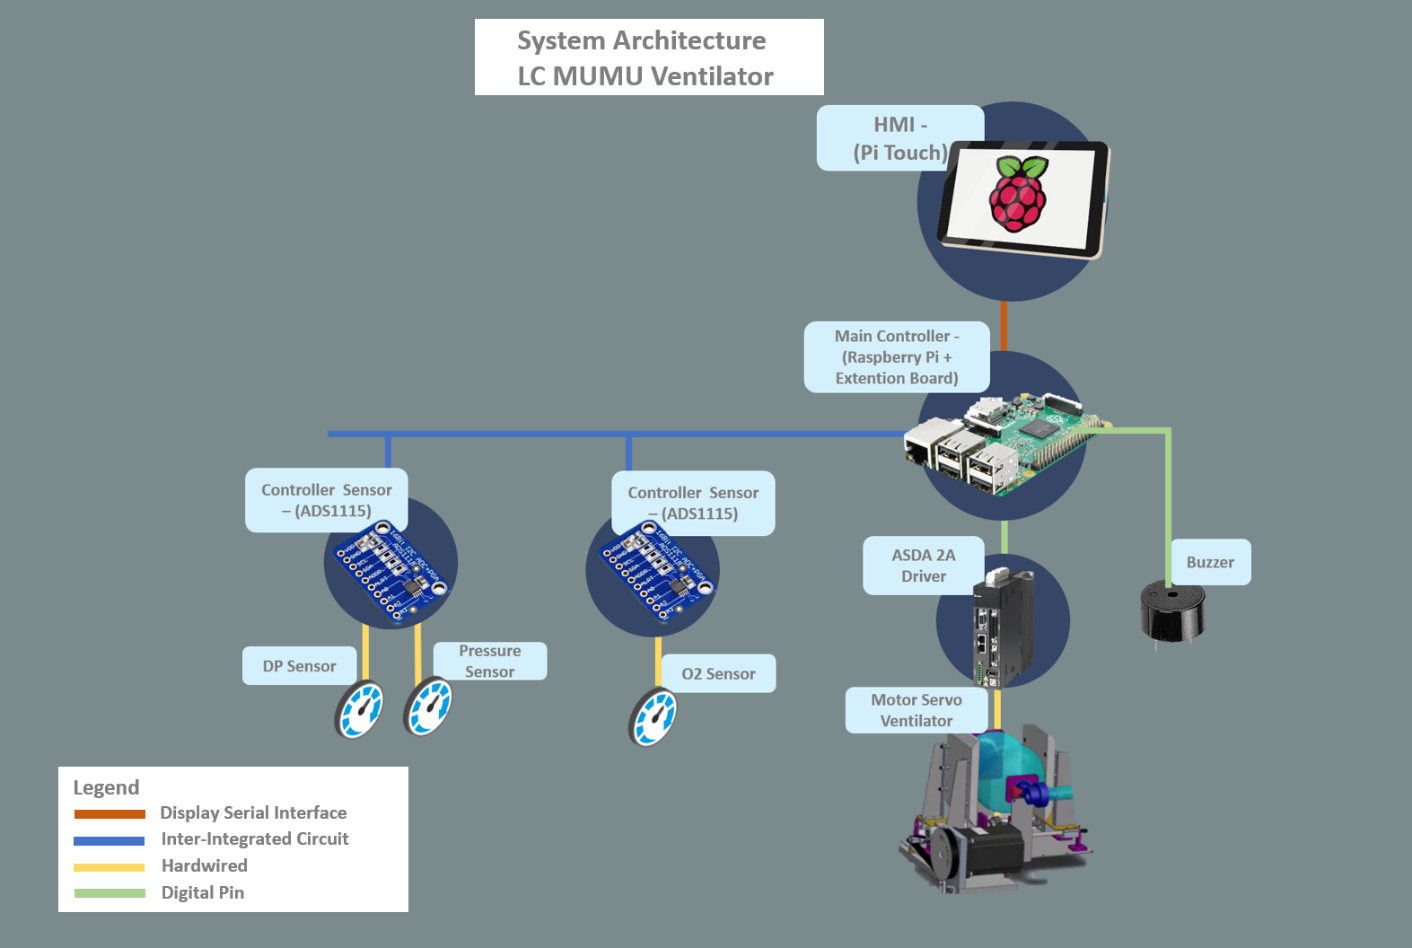 System Architecture
LC MUMU Ventilator
HMI -
(Pi Touch)
Main Controller -
(Raspberry Pi +
Extention Board)
Controller Sensor
– (ADS1115)
Controller Sensor
– (ADS1115)
ASDA 2A
Driver
Buzzer
DP Sensor
Pressure
Sensor
O2 Sensor
Motor Servo
Ventilator
Legend
Display Serial Interface
Inter-Integrated Circuit
Hardwired
Digital Pin